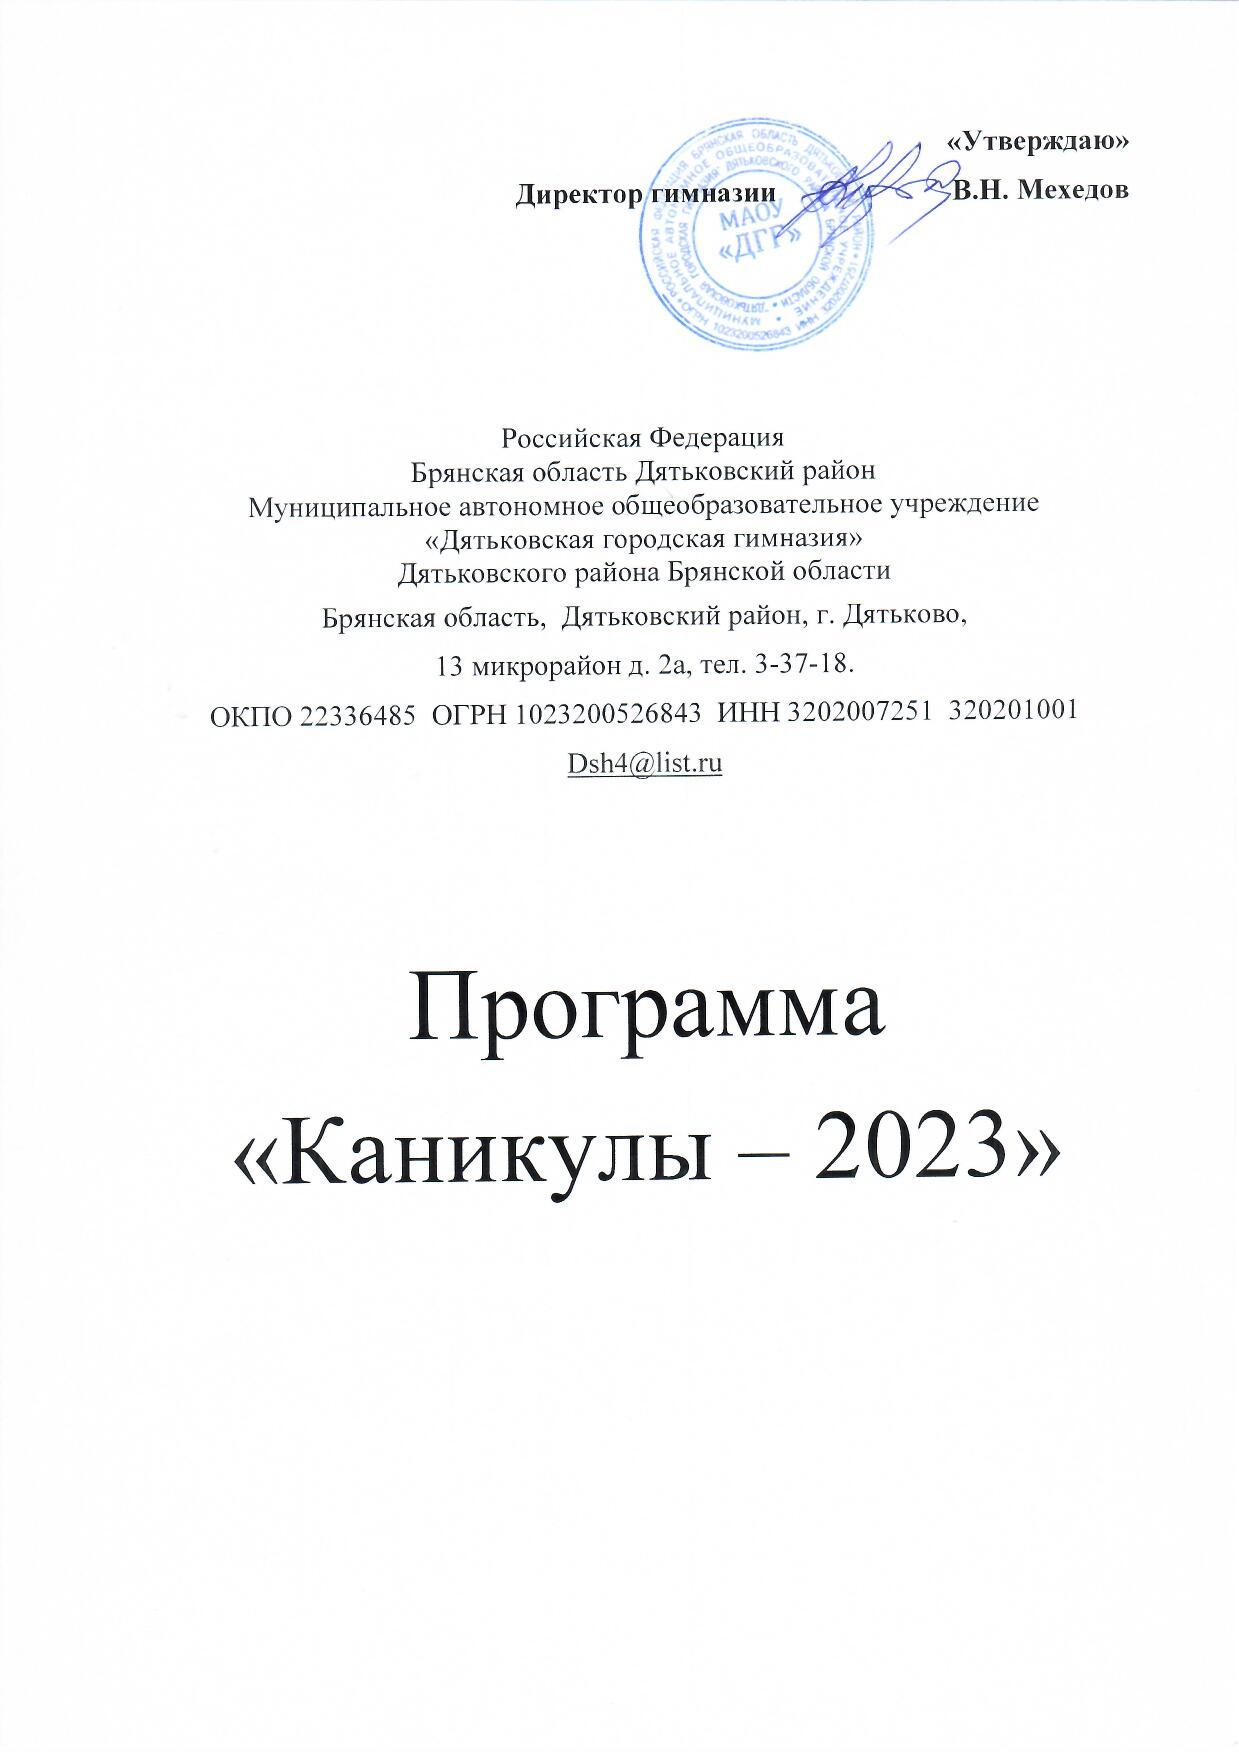 «Утверждаю»
Директор гимназии В.Н. Мехедов
МАОУ
«ДГГ»
Российская Федерация
Брянская область Дятьковский район
Муниципальное автономное общеобразовательное учреждение
«Дятьковская городская гимназия»
Дятьковского района Брянской области
Брянская область, Дятьковский район, г. Дятьково,
13 микрорайон д. 2а, тел. 3-37-18.
ОКПО 22336485 ОГРН 1023200526843 ИНН 3202007251 320201001
Dsh4@list.ru
Программа
«Каникулы – 2023»